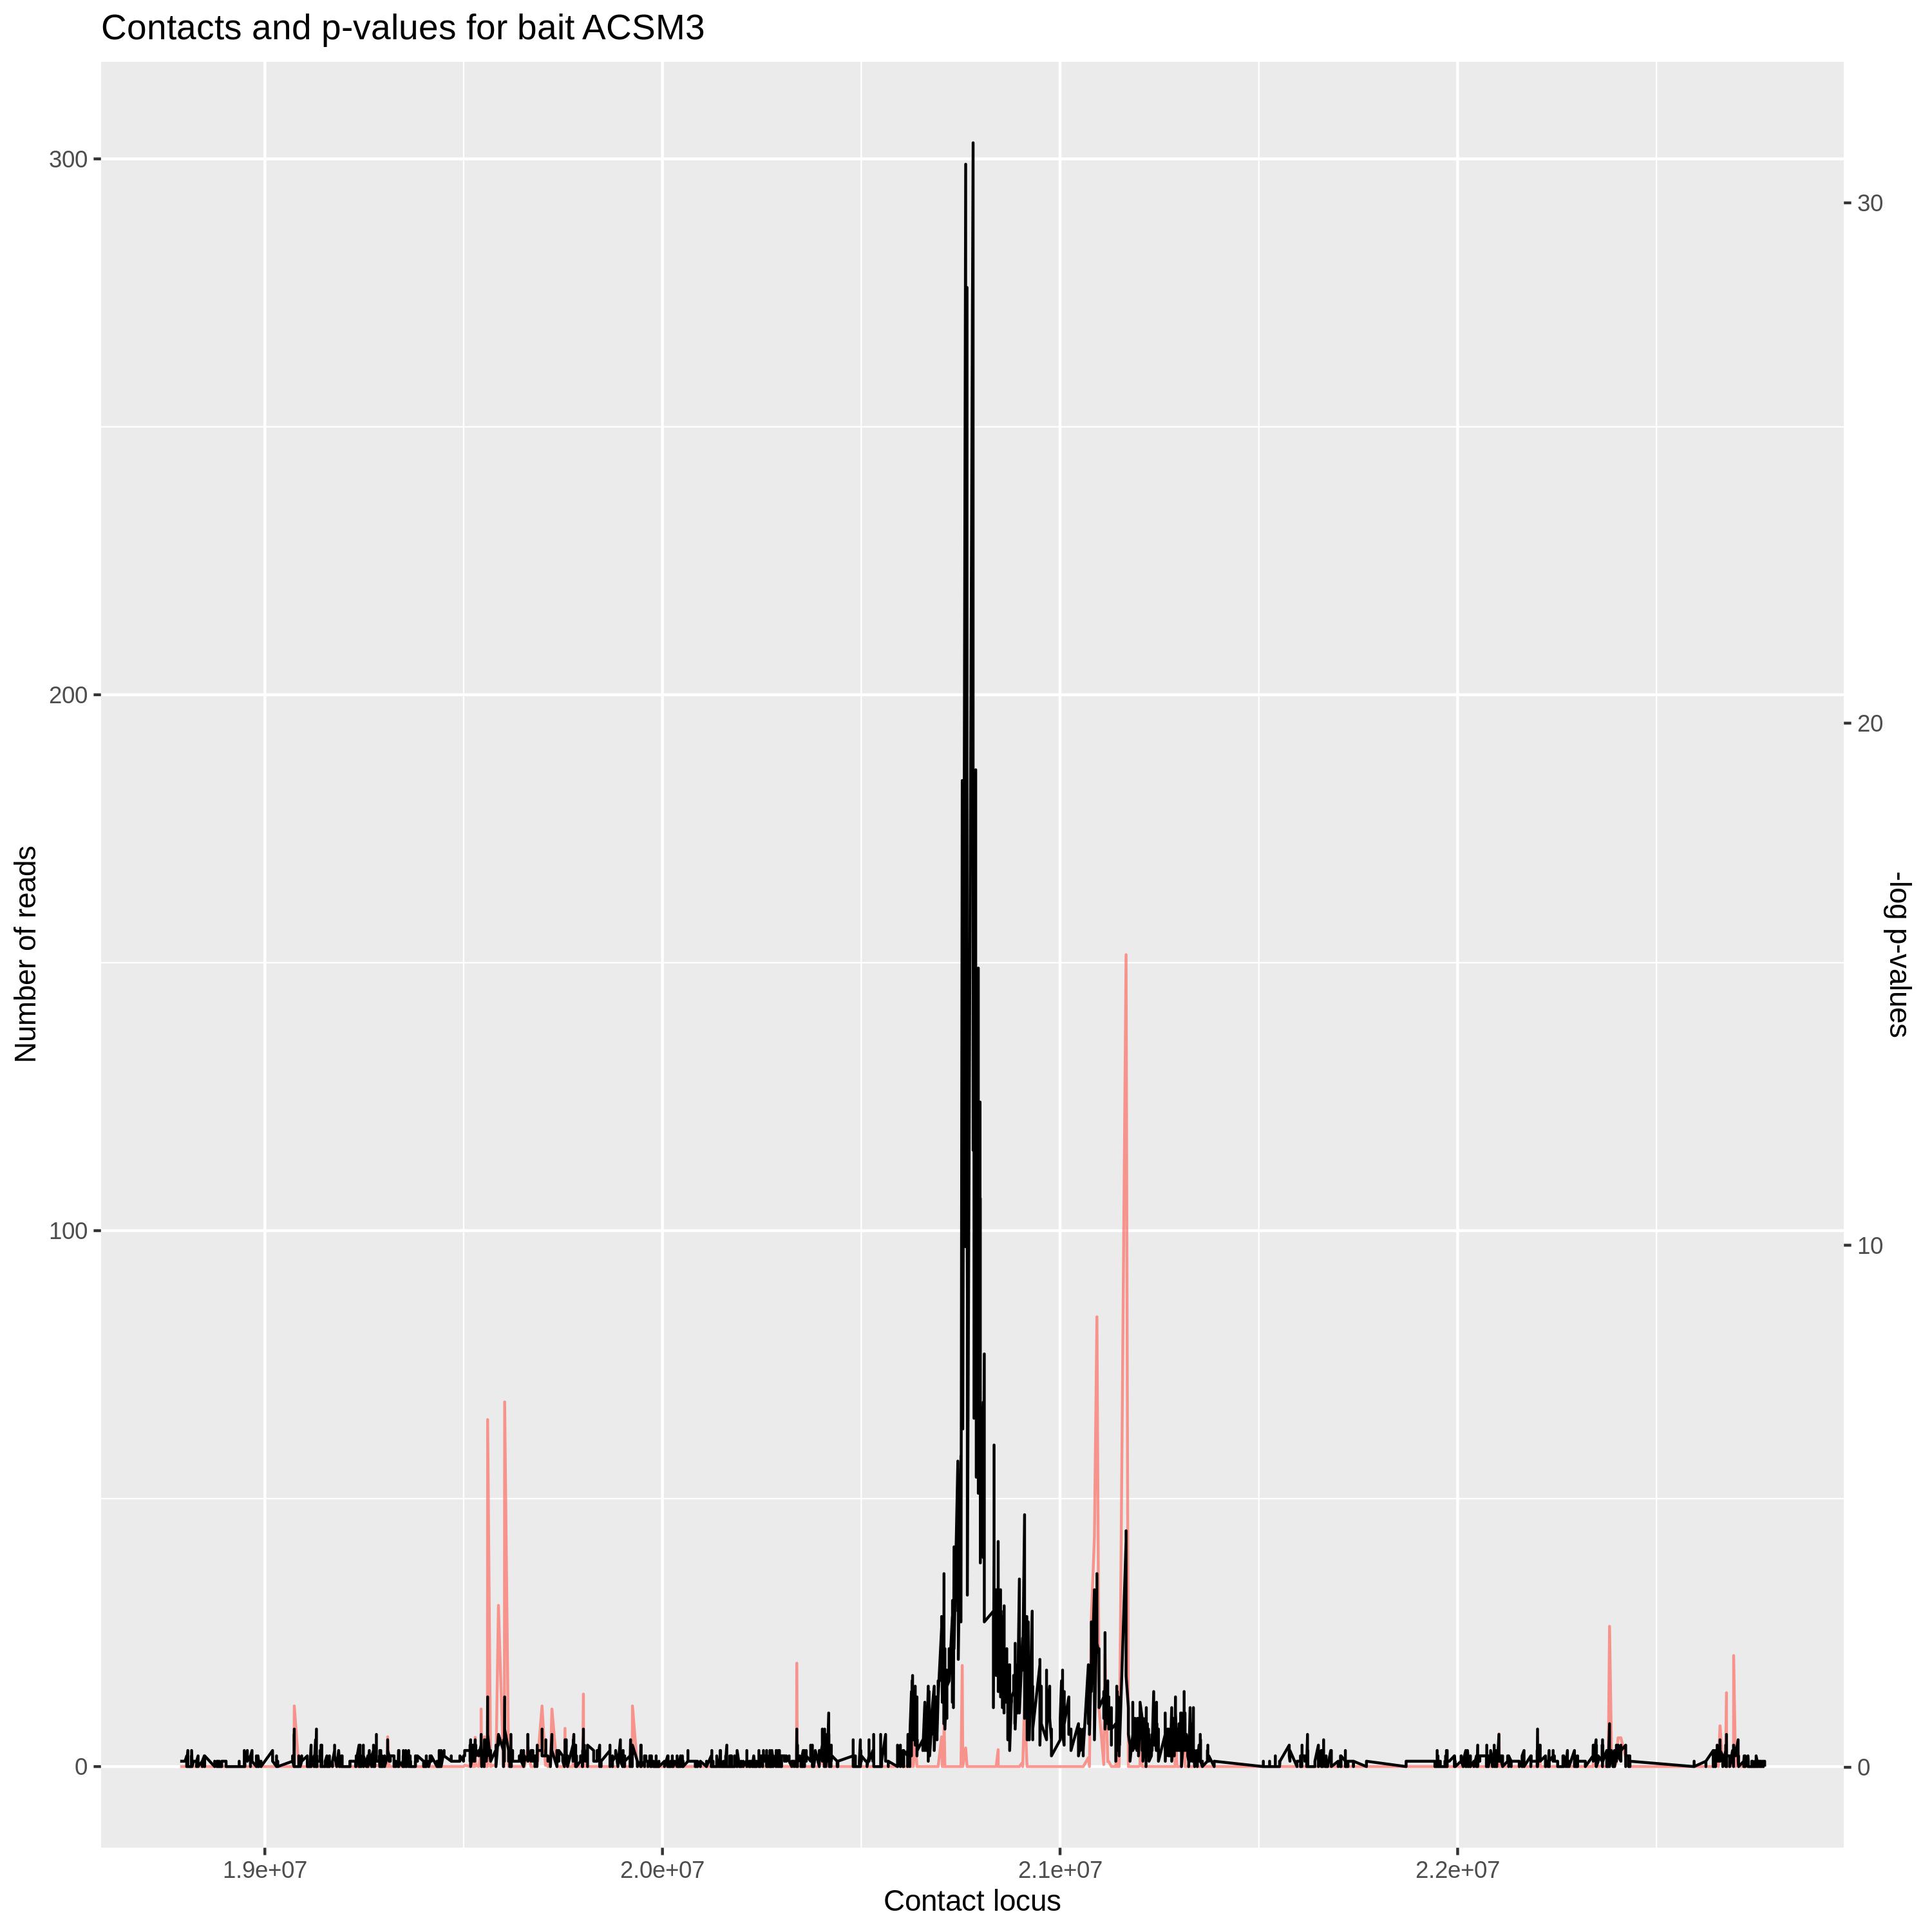 Contacts and p-values for bait ACSM3
300
200
100
0
Number of reads
30
20
10
0
-log p-values
1.9e+07
2.0e+07
2.1e+07
2.2e+07
Contact locus